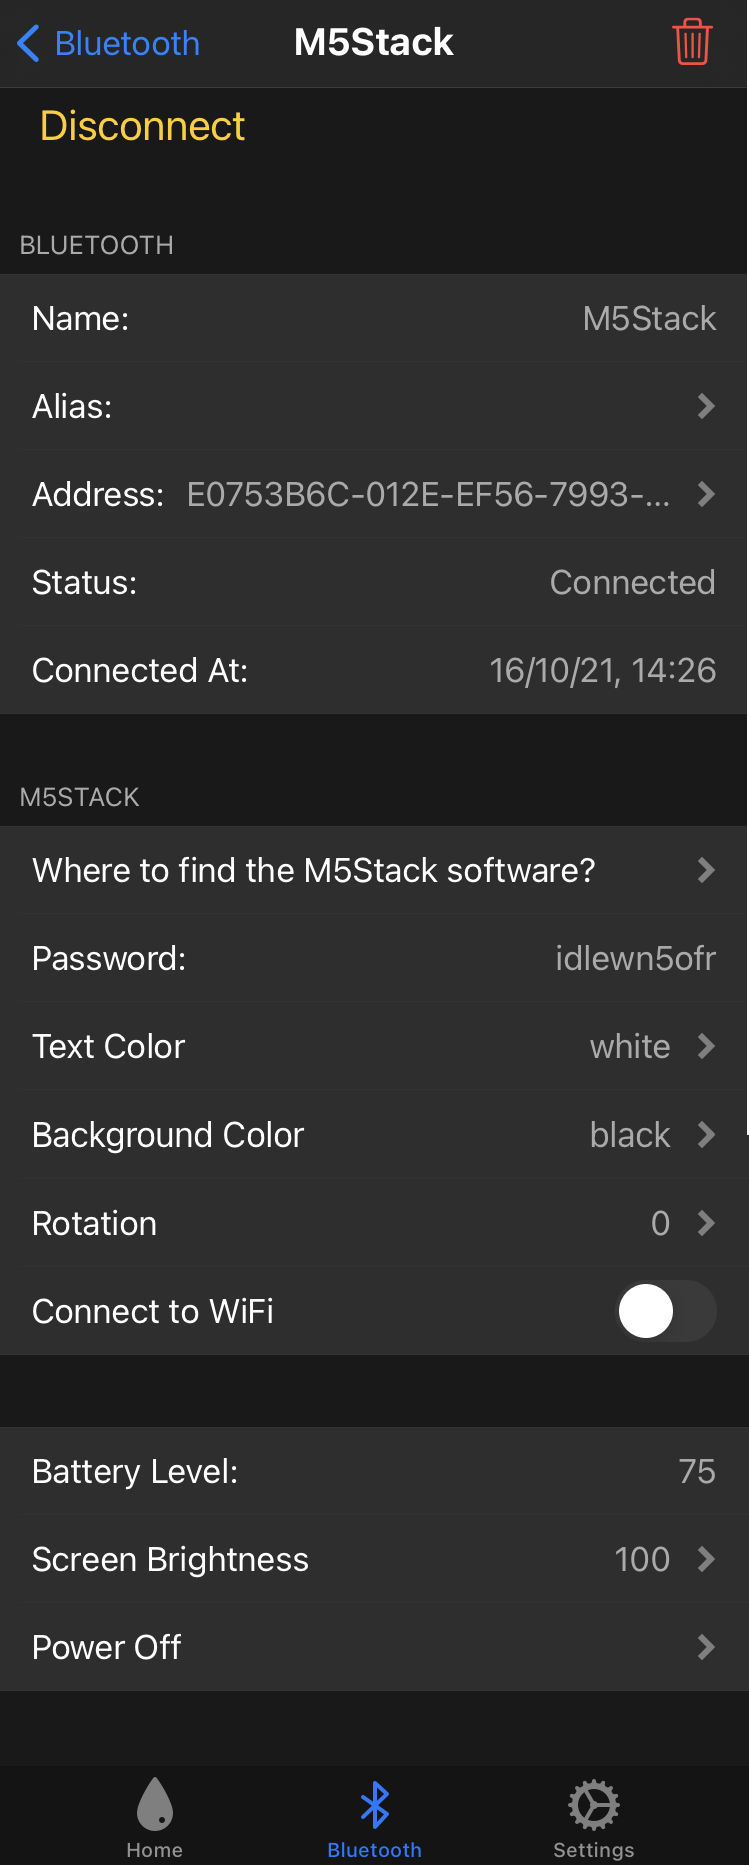 Bluetooth M5Stack
Disconnect
BLUETOOTH
Name: M5Stack
Alias:
Address: E0753B6C-012E-EF56-7993-...
Status: Connected
Connected At: 16/10/21, 14:26
M5STACK
Where to find the M5Stack software?
Password: idlewn5ofr
Text Color white
Background Color black
Rotation 0
Connect to WiFi
Battery Level: 75
Screen Brightness 100
Power Off
Home Bluetooth Settings